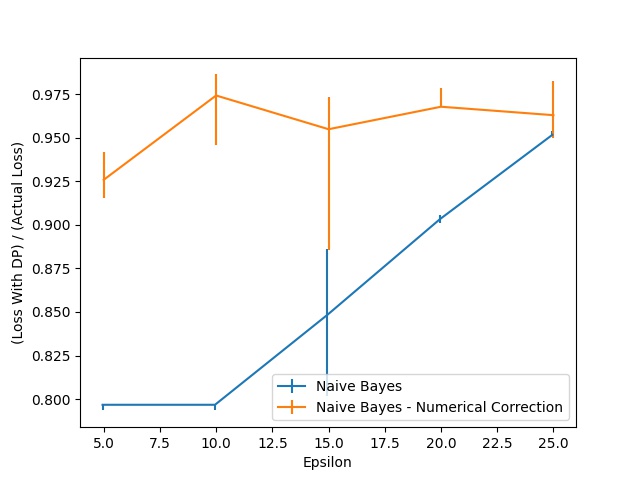 (Loss With DP) / (Actual Loss)
0.975
0.950
0.925
0.900
0.875
0.850
0.825
0.800
Naive Bayes
Naive Bayes - Numerical Correction
5.0 7.5 10.0 12.5 15.0 17.5 20.0 22.5 25.0
Epsilon